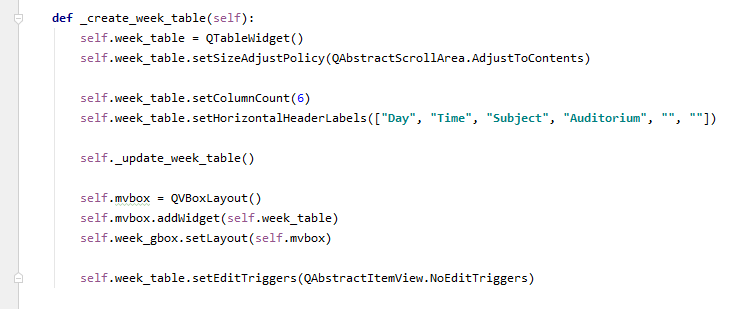 def _create_week_table(self):
self.week_table = QTableWidget()
self.week_table.setSizeAdjustPolicy(QAbstractScrollArea.AdjustToContents)
self.week_table.setColumnCount(6)
self.week_table.setHorizontalHeaderLabels(["Day", "Time", "Subject", "Auditorium", "", ""])
self._update_week_table()
self.mvbox = QVBoxLayout()
self.mvbox.addWidget(self.week_table)
self.week_gbox.setLayout(self.mvbox)
self.week_table.setEditTriggers(QAbstractItemView.NoEditTriggers)